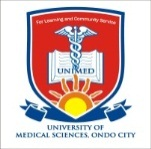 For Learning and Community Service
UNIMED
UNIVERSITY OF
MEDICAL SCIENCES, ONDO CITY